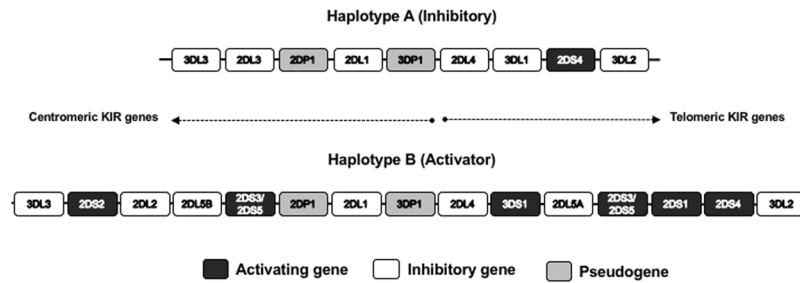 Haplotype A (Inhibitory)
3DL3 2DL3 2DP1 2DL1 3DP1 2DL4 3DL1 2DS4 3DL2
Centromeric KIR genes Telomeric KIR genes
Haplotype B (Activator)
3DL3 2DS2 2DL2 2DL5B 2DS3/ 2DP1 2DL1 3DP1 2DL4 3DS1 2DL5A 2DS3/ 2DS1 2DS4 3DL2
2DS5 2DS5
Activating gene Inhibitory gene Pseudogene